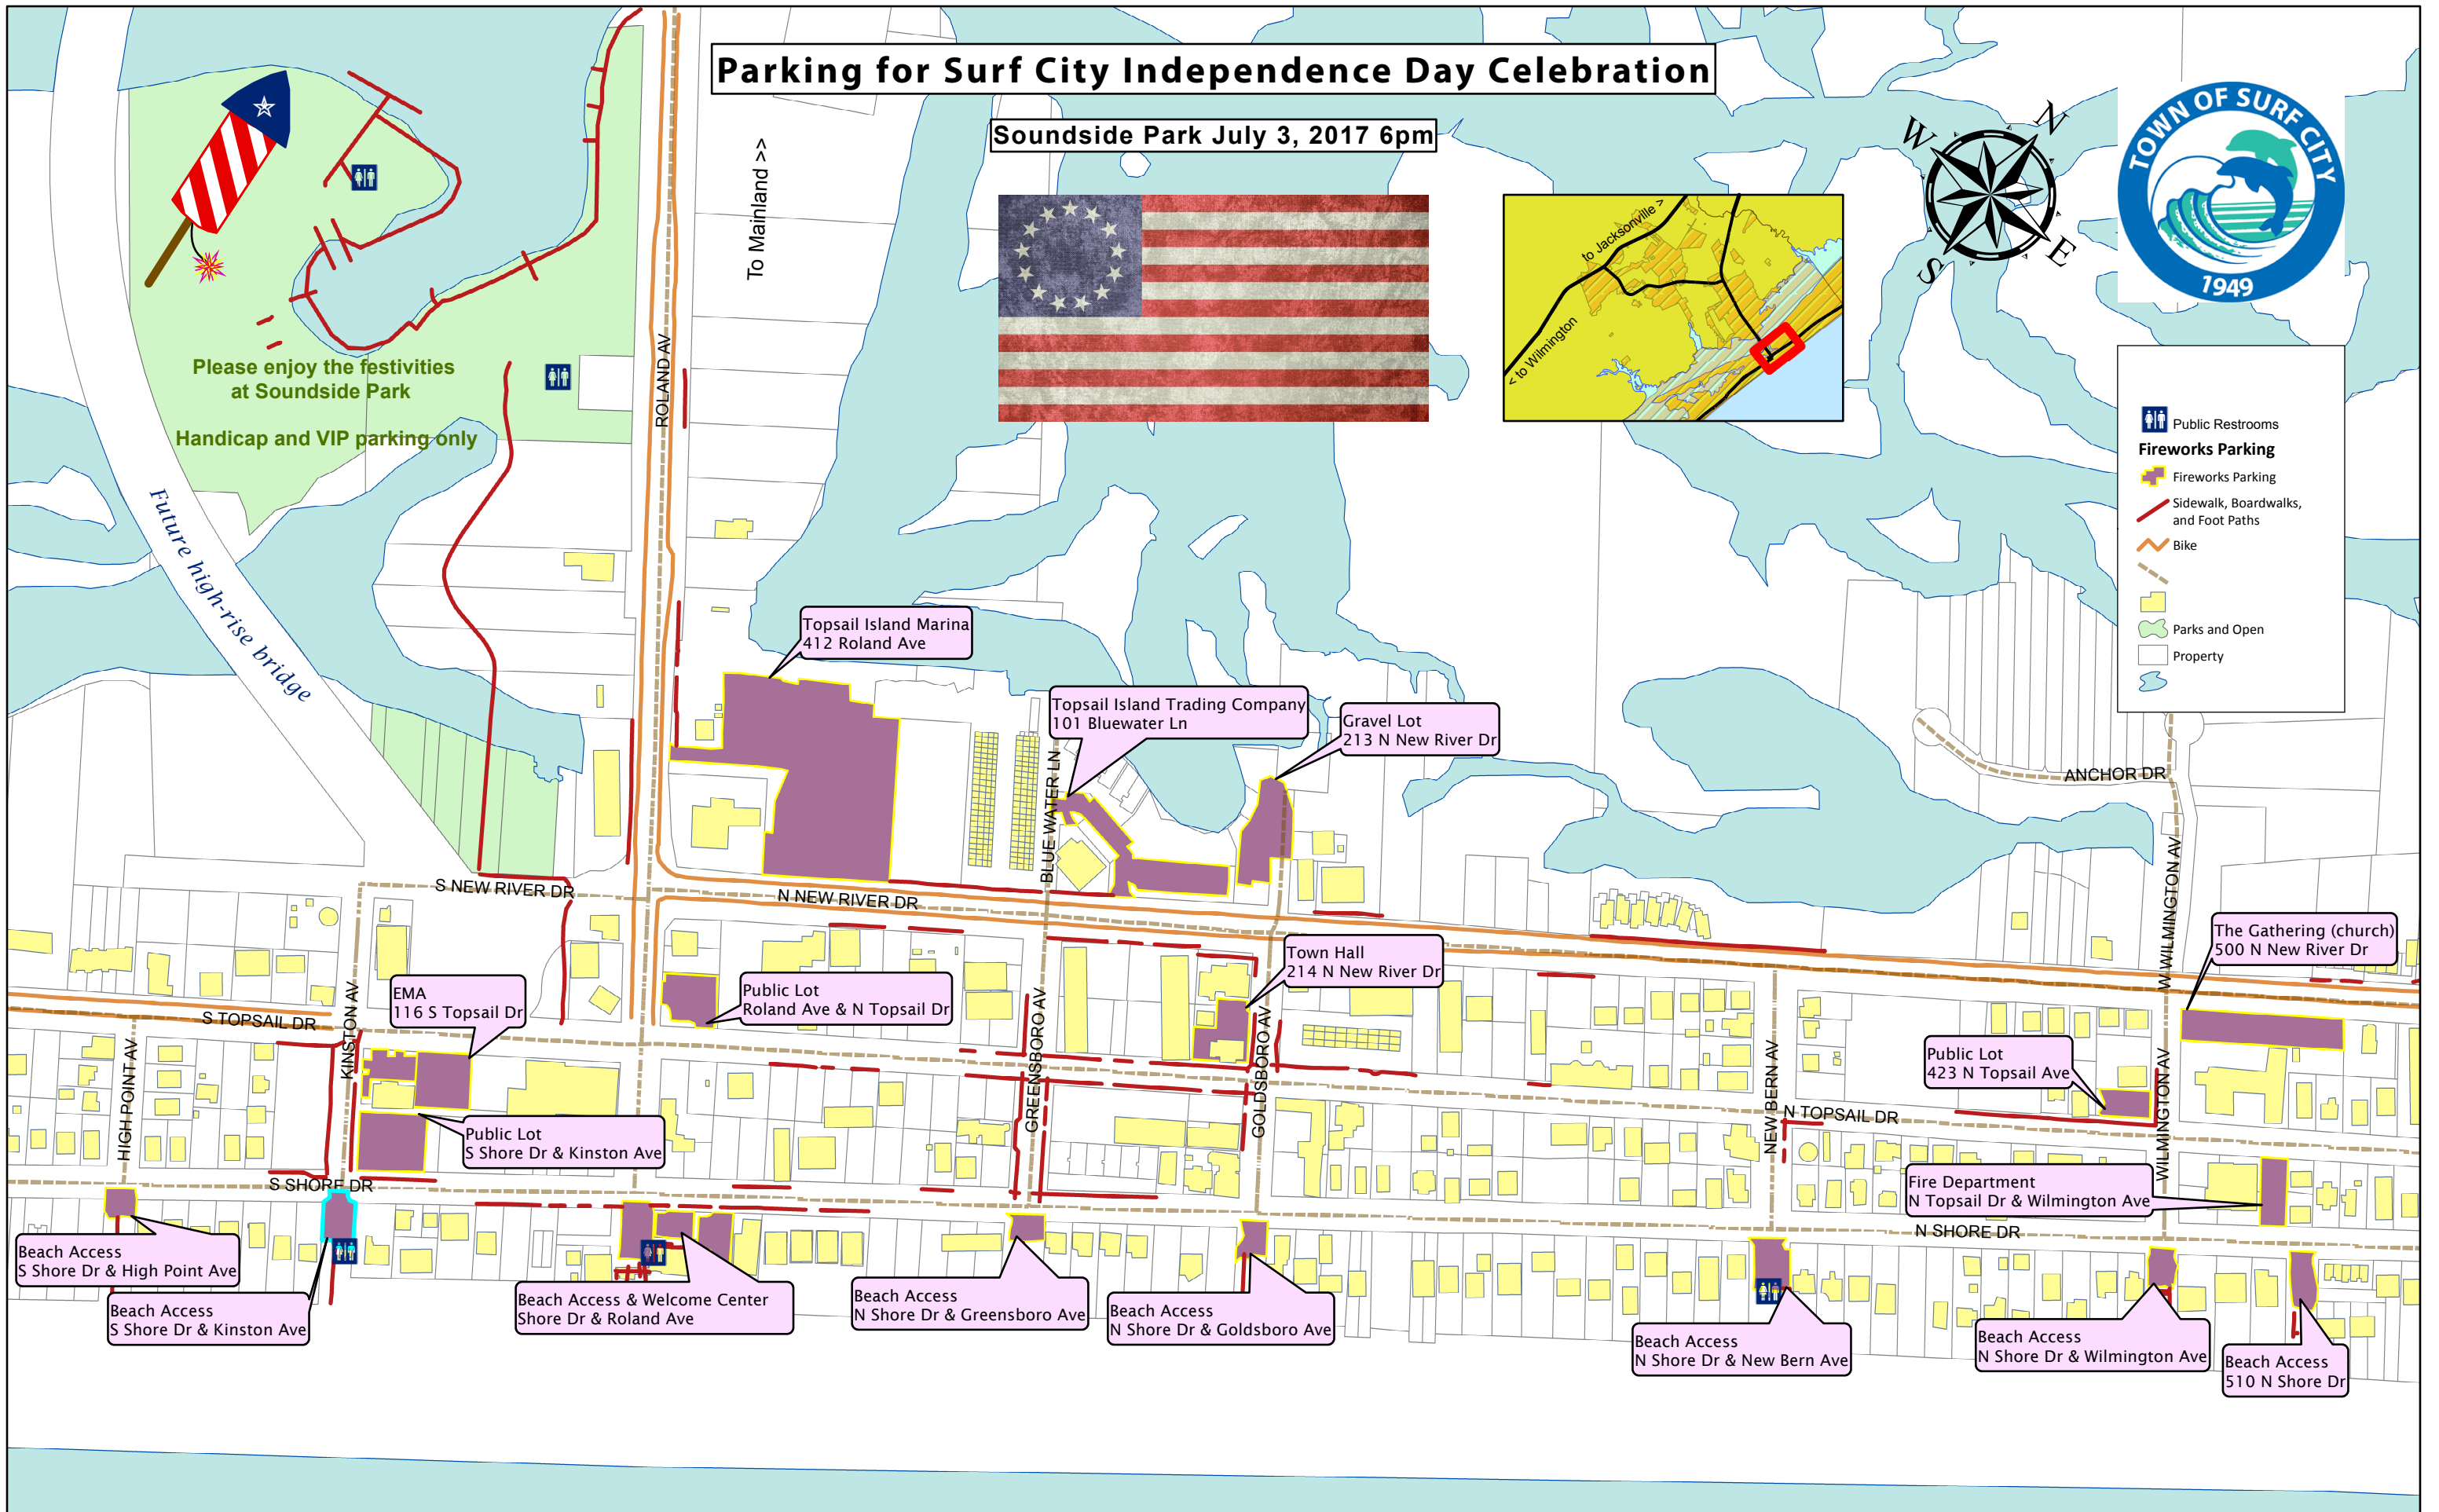 Parking for Surf City Independence Day Celebration
Soundside Park July 3, 2017 6pm
TOWN OF SURF CITY
1949
N
W
E
S
to Jacksonville >
< to Wilmington
To Mainland >>
ROLAND AV
Please enjoy the festivities
at Soundside Park
Handicap and VIP parking only
Future high-rise bridge
Public Restrooms
Fireworks Parking
Fireworks Parking
Sidewalk, Boardwalks,
and Foot Paths
Bike
Parks and Open
Property
Topsail Island Marina
412 Roland Ave
Topsail Island Trading Company
101 Bluewater Ln
Gravel Lot
213 N New River Dr
BLUE WATER LN
ANCHOR DR
W WILMINGTON AV
S NEW RIVER DR
N NEW RIVER DR
The Gathering (church)
500 N New River Dr
Town Hall
214 N New River Dr
EMA
116 S Topsail Dr
Public Lot
Roland Ave & N Topsail Dr
S TOPSAIL DR
KINSTON AV
HIGH POINT AV
GREENSBORO AV
GOLDSBORO AV
NEW BERN AV
WILMINGTON AV
Public Lot
423 N Topsail Ave
N TOPSAIL DR
Public Lot
S Shore Dr & Kinston Ave
S SHORE DR
Fire Department
N Topsail Dr & Wilmington Ave
N SHORE DR
Beach Access
S Shore Dr & High Point Ave
Beach Access
S Shore Dr & Kinston Ave
Beach Access & Welcome Center
Shore Dr & Roland Ave
Beach Access
N Shore Dr & Greensboro Ave
Beach Access
N Shore Dr & Goldsboro Ave
Beach Access
N Shore Dr & New Bern Ave
Beach Access
N Shore Dr & Wilmington Ave
Beach Access
510 N Shore Dr